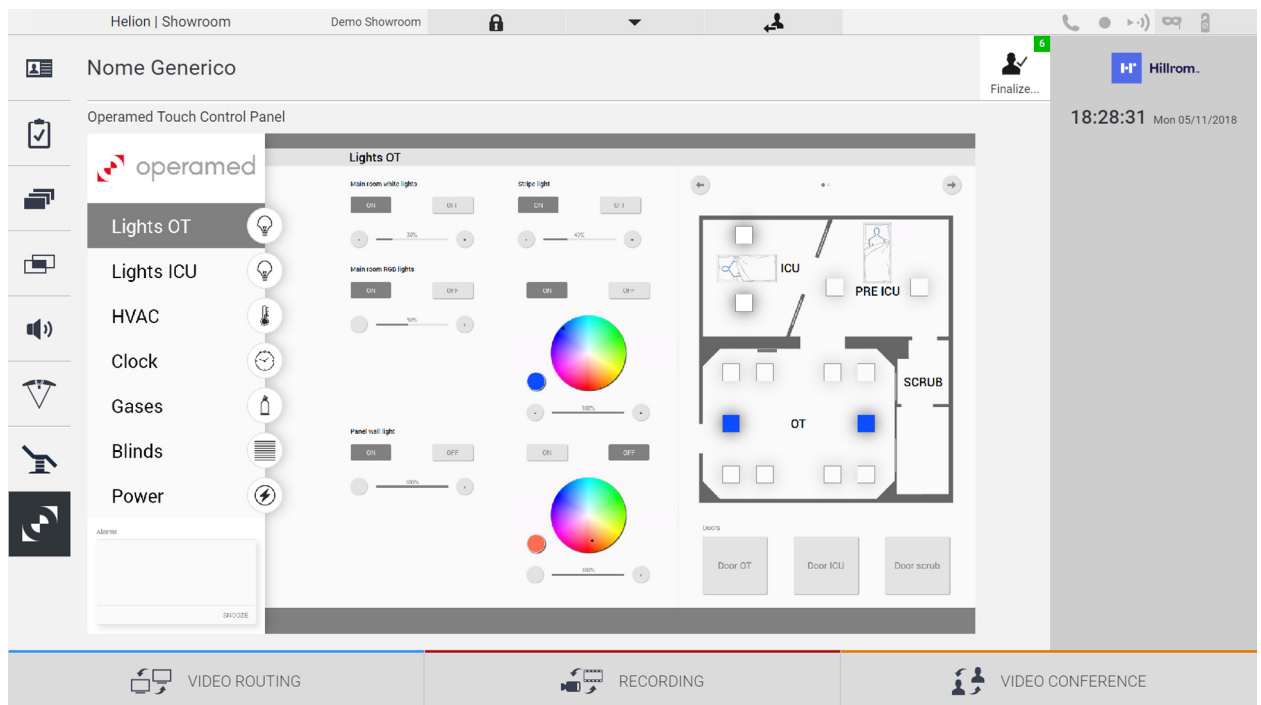 Helion | Showroom
Demo Showroom
Nome Generico
6
Finalize...
Hillrom
Operamed Touch Control Panel
18:28:31 Mon 05/11/2018
operamed
Lights OT
Lights ICU
HVAC
Clock
Gases
Blinds
Power
Alarms
SNOOZE
Lights OT
Main room white lights
Stripe light
ON
OFF
ON
OFF
Main room RGB lights
ON
OFF
ON
OFF
50%
100%
Panel wall light
ON
OFF
ON
OFF
100%
100%
ICU
PRE ICU
SCRUB
OT
Doors
Door OT
Door ICU
Door scrub
VIDEO ROUTING
RECORDING
VIDEO CONFERENCE